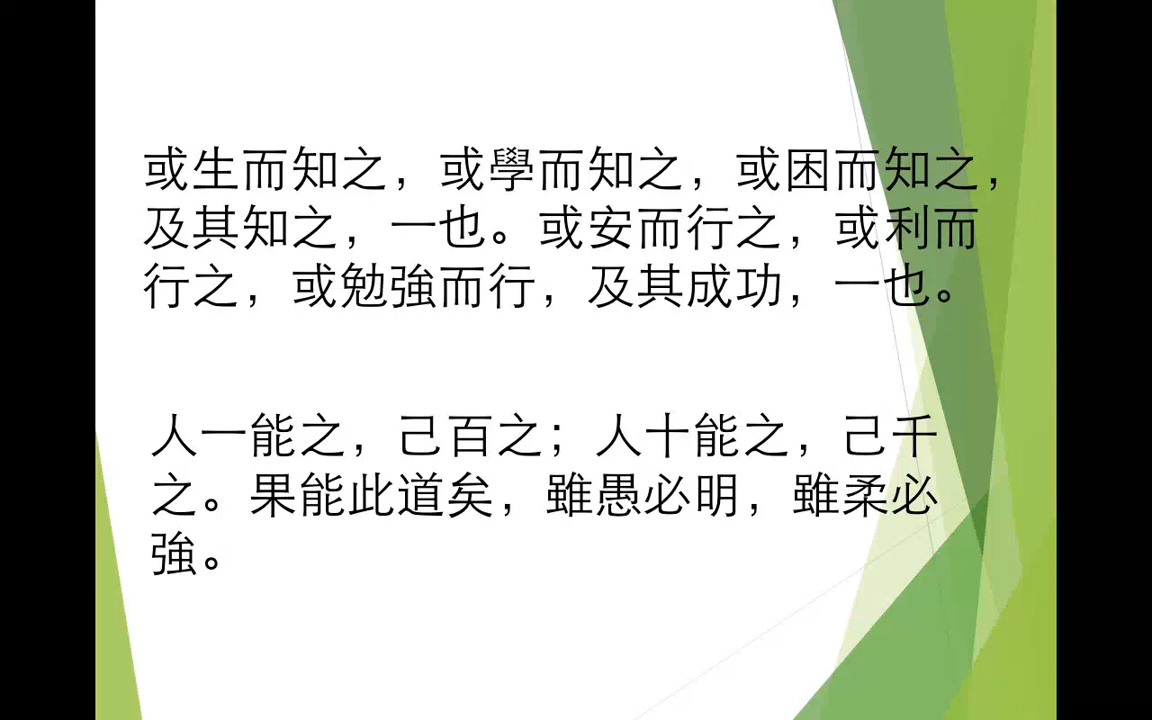 或生而知之，或學而知之，或困而知之，
及其知之，一也。或安而行之，或利而
行之，或勉強而行，及其成功，一也。
人一能之，己百之；人十能之，己千
之。果能此道矣，雖愚必明，雖柔必
強。